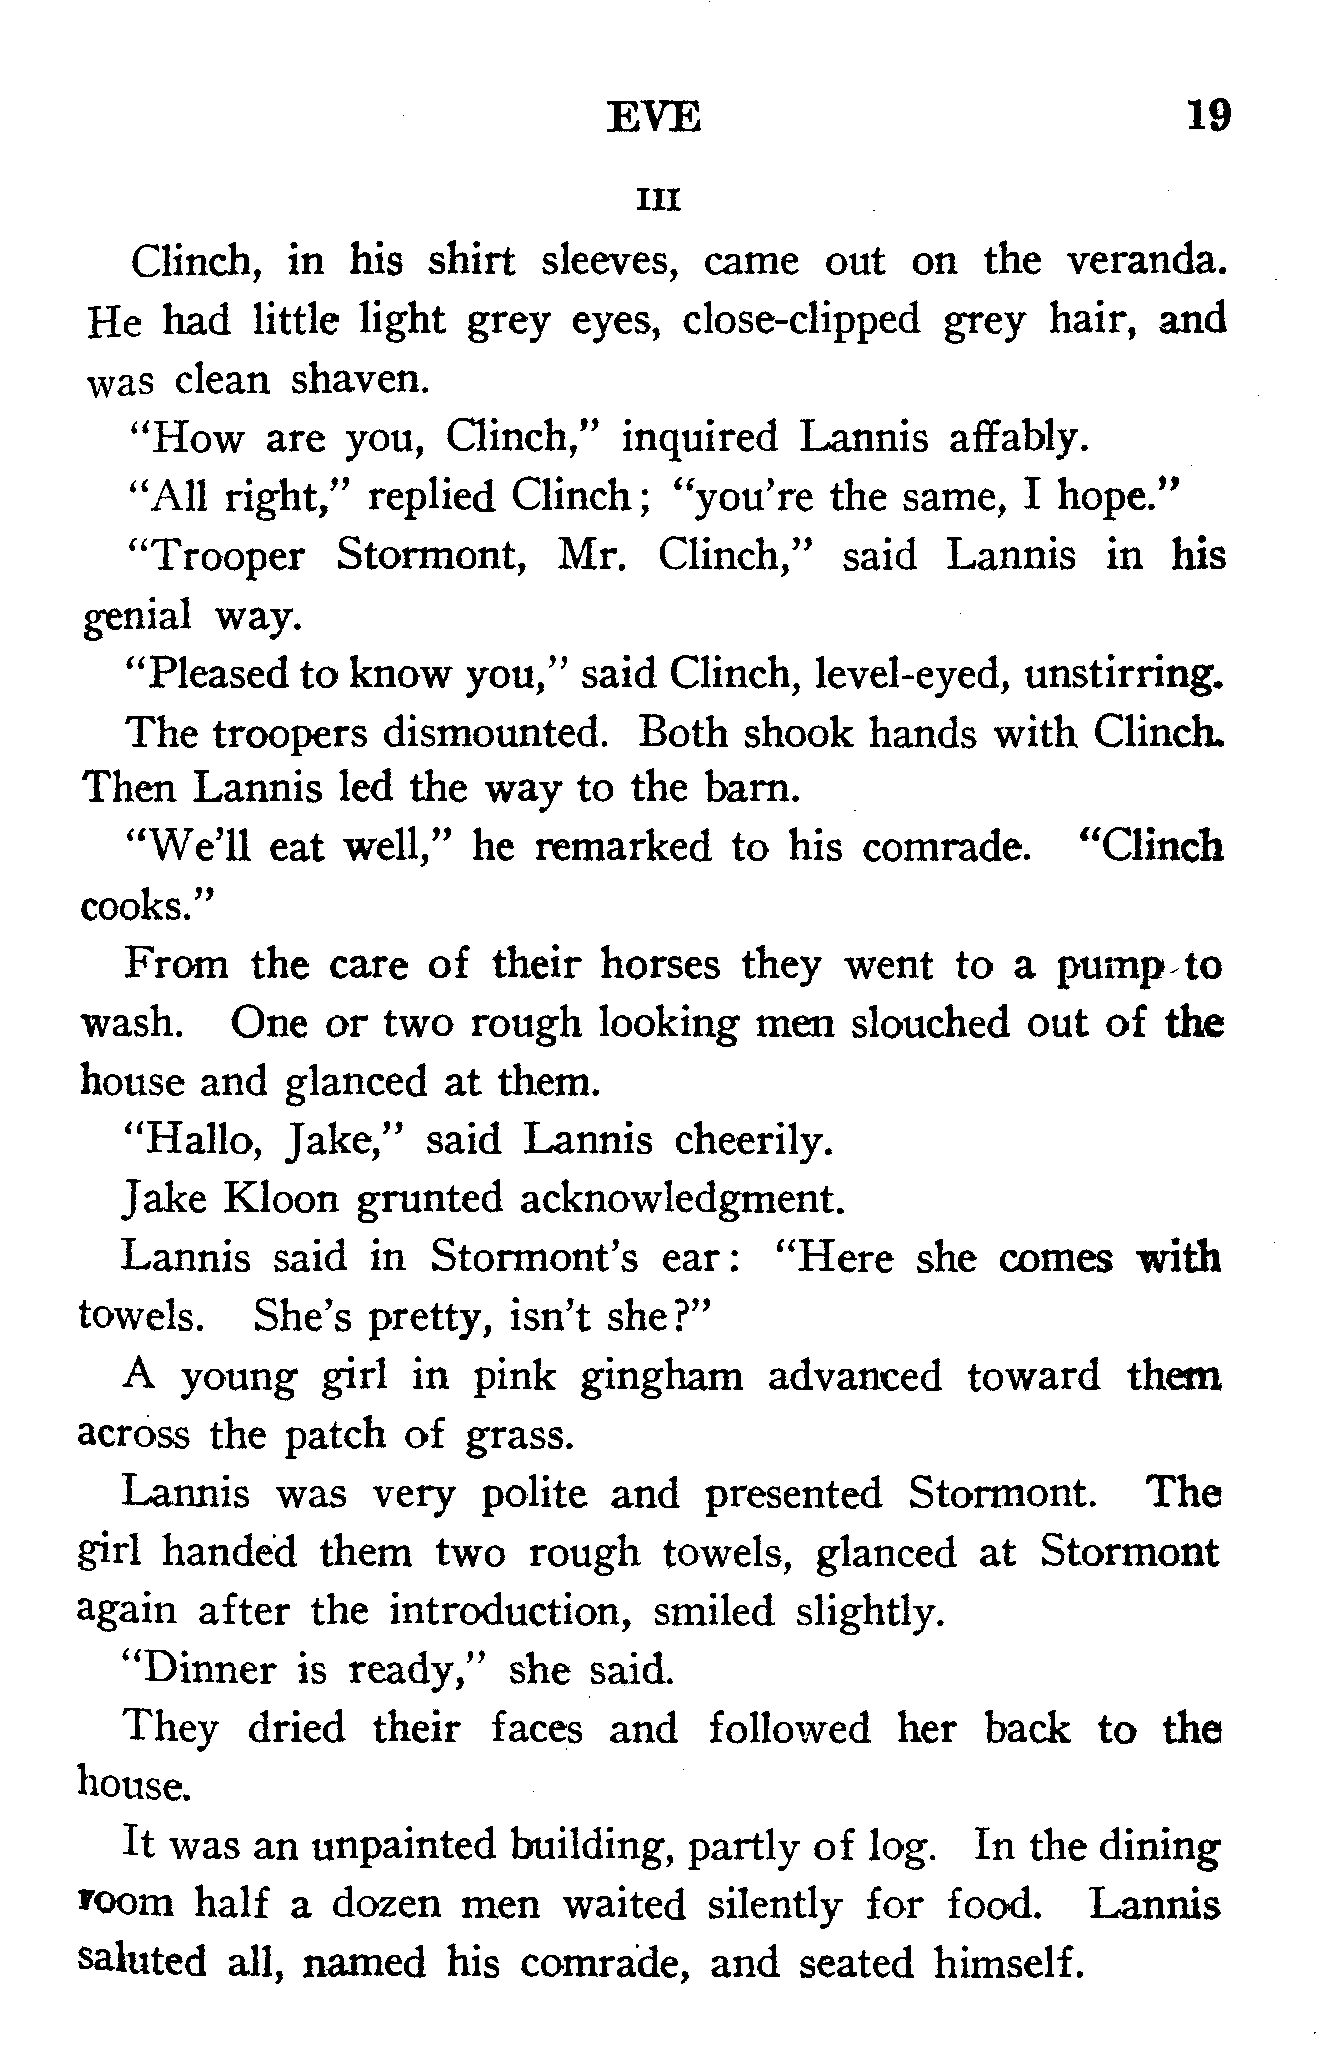 EVE 19
III
Clinch, in his shirt sleeves, came out on the veranda.
He had little light grey eyes, close-clipped grey hair, and
was clean shaven.
"How are you, Clinch," inquired Lannis affably.
"All right," replied Clinch; "you're the same, I hope."
"Trooper Stormont, Mr. Clinch," said Lannis in his
genial way.
"Pleased to know you," said Clinch, level-eyed, unstirring.
The troopers dismounted. Both shook hands with Clinch.
Then Lannis led the way to the barn.
"We'll eat well," he remarked to his comrade. "Clinch
cooks."
From the care of their horses they went to a pump to
wash. One or two rough looking men slouched out of the
house and glanced at them.
"Hallo, Jake," said Lannis cheerily.
Jake Kloon grunted acknowledgment.
Lannis said in Stormont's ear: "Here she comes with
towels. She's pretty, isn't she?"
A young girl in pink gingham advanced toward them
across the patch of grass.
Lannis was very polite and presented Stormont. The
girl handed them two rough towels, glanced at Stormont
again after the introduction, smiled slightly.
"Dinner is ready," she said.
They dried their faces and followed her back to the
house.
It was an unpainted building, partly of log. In the dining
room half a dozen men waited silently for food. Lannis
saluted all, named his comrade, and seated himself.